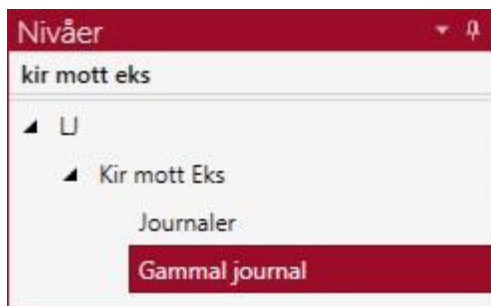 Nivåer
kir mott eks
LJ
Kir mott Eks
Journaler
Gammal journal